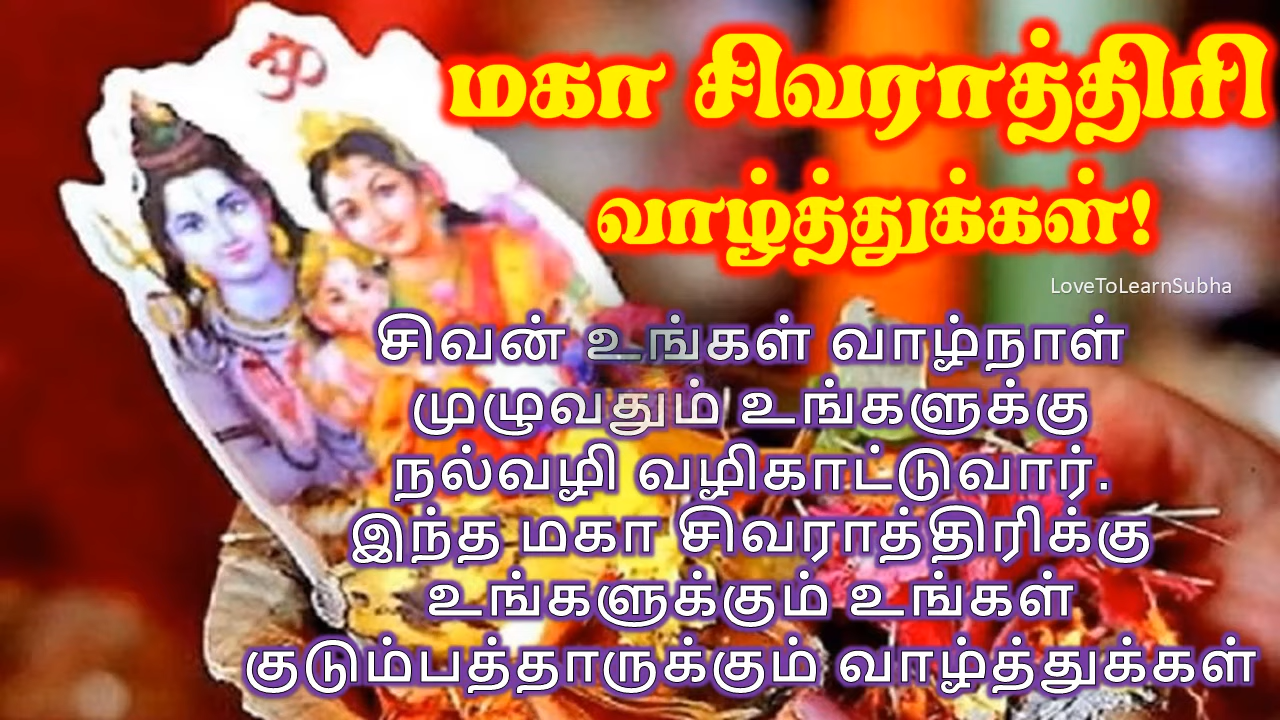 ॐ
மகா சிவராத்திரி
வாழ்த்துக்கள்!
LoveToLearnSubha
சிவன் உங்கள் வாழ்நாள்
முழுவதும் உங்களுக்கு
நல்வழி வழிகாட்டுவார்.
இந்த மகா சிவராத்திரிக்கு
உங்களுக்கும் உங்கள்
குடும்பத்தாருக்கும் வாழ்த்துக்கள்